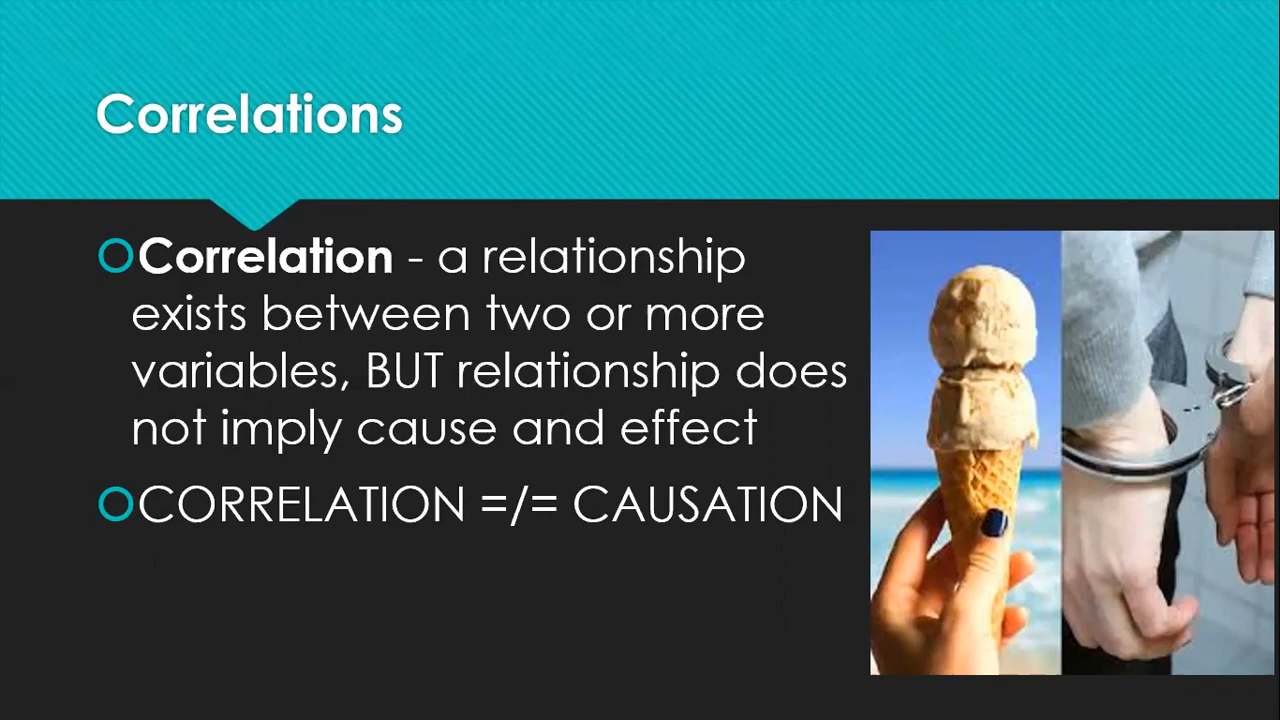 Correlations
Correlation - a relationship
exists between two or more
variables, BUT relationship does
not imply cause and effect
CORRELATION =/= CAUSATION